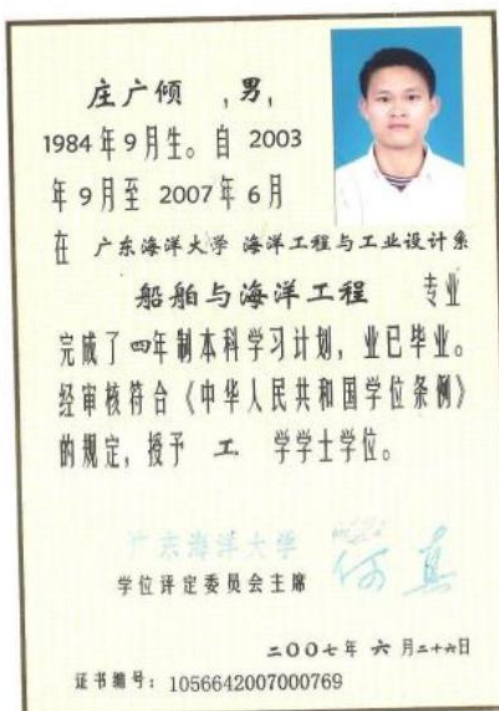 庄广倾 ,男,
1984年9月生。自 2003
年9月至 2007年6月
在 广东海洋大学 海洋工程与工业设计系
船舶与海洋工程 专业
完成了四年制本科学习计划，业已毕业。
经审核符合《中华人民共和国学位条例》
的规定，授予 工 学学士学位。
广东海洋大学
学位评定委员会主席 何真
二〇〇七年 六 月二十六日
证书编号：1056642007000769